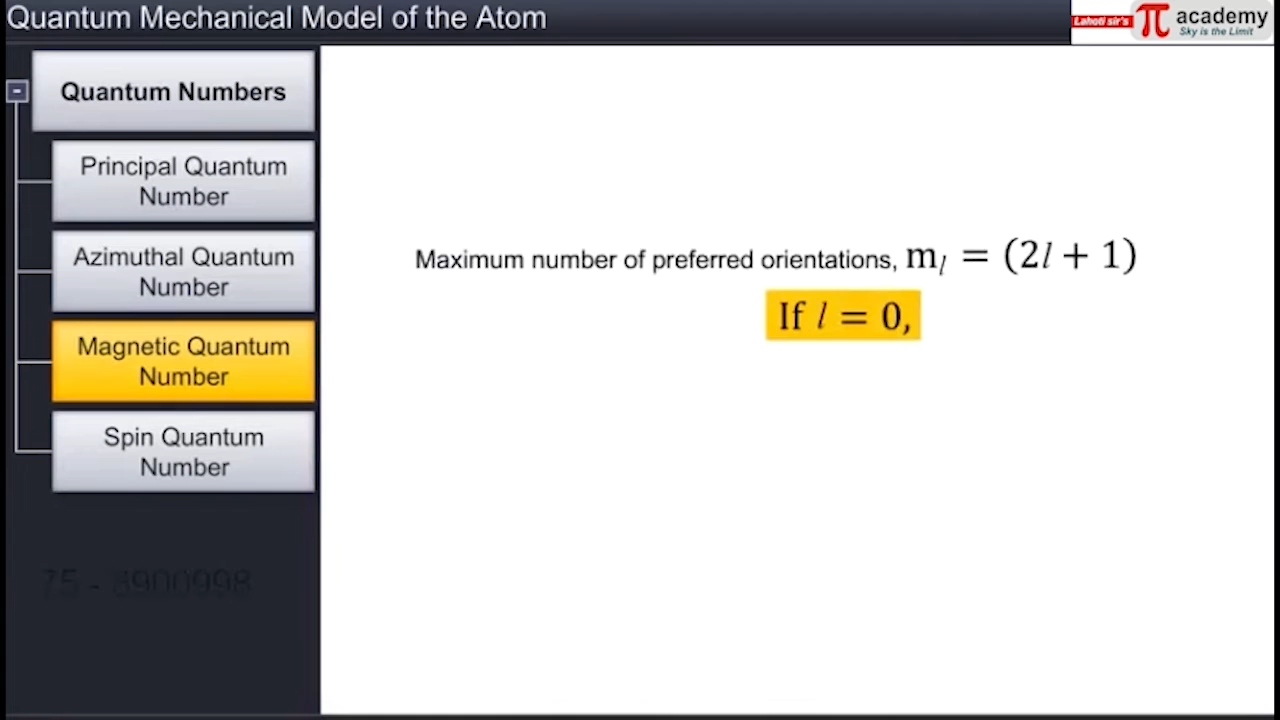 Quantum Mechanical Model of the Atom
Lahoti sir's
π academy
Sky is the Limit
-
Quantum Numbers
Principal Quantum
Number
Azimuthal Quantum
Number
Magnetic Quantum
Number
Spin Quantum
Number
Maximum number of preferred orientations, mₗ = (2l + 1)
If l = 0,